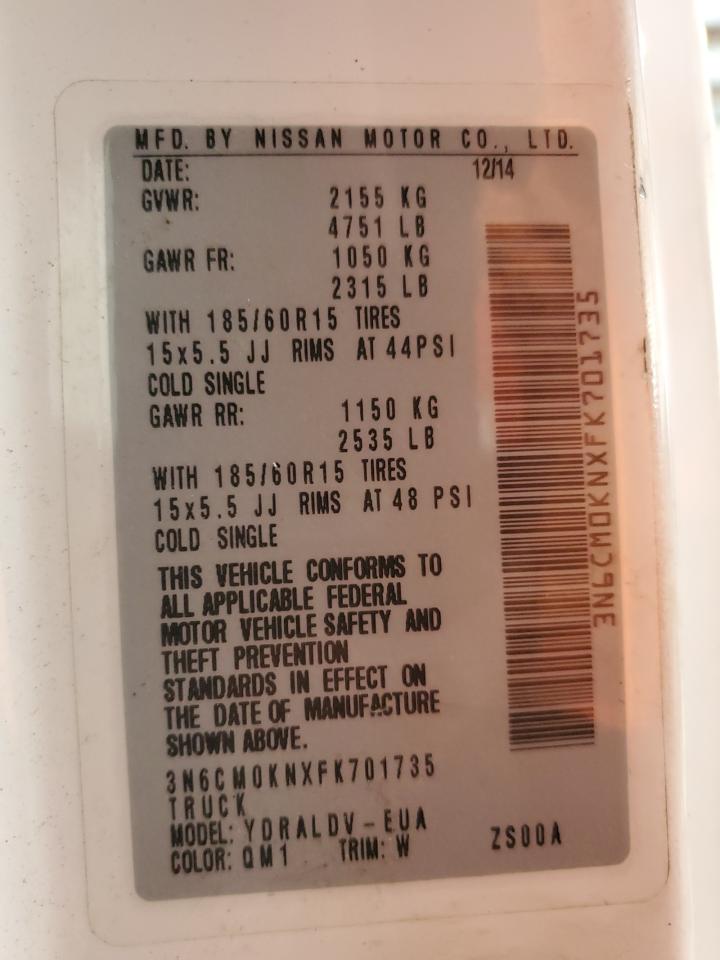 MFD. BY NISSAN MOTOR CO., LTD.
DATE: 12/14
GVWR: 2155 KG
4751 LB
GAWR FR: 1050 KG
2315 LB
WITH 185/60R15 TIRES
15x5.5 JJ RIMS AT 44PSI
COLD SINGLE
GAWR RR: 1150 KG
2535 LB
WITH 185/60R15 TIRES
15x5.5 JJ RIMS AT 48 PSI
COLD SINGLE
THIS VEHICLE CONFORMS TO
ALL APPLICABLE FEDERAL
MOTOR VEHICLE SAFETY AND
THEFT PREVENTION
STANDARDS IN EFFECT ON
THE DATE OF MANUFACTURE
SHOWN ABOVE.
3N6CM0KNXFK701735
TRUCK
MODEL: YDRALDV-EUA
COLOR: QM1 TRIM: W ZS00A
3N6CM0KNXFK701735